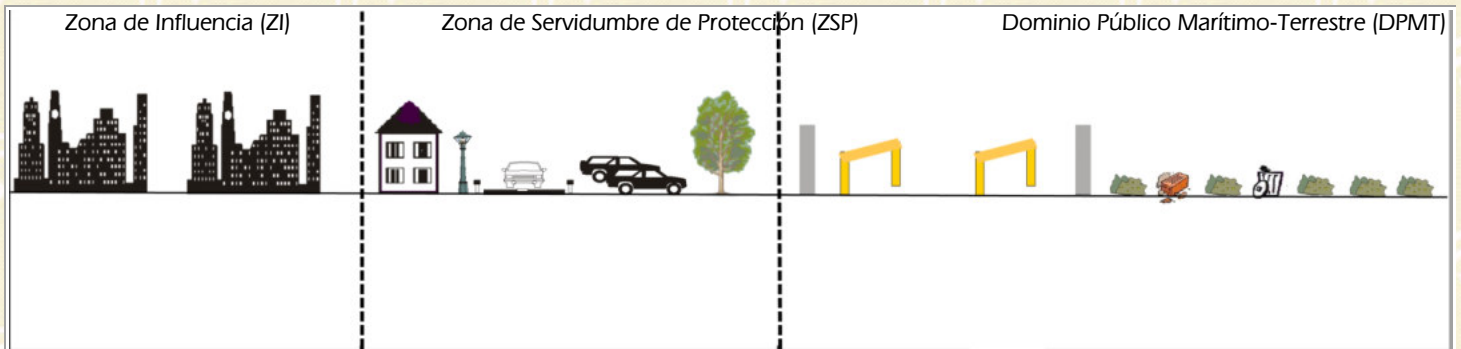 Zona de Influencia (ZI)
Zona de Servidumbre de Protección (ZSP)
Dominio Público Marítimo-Terrestre (DPMT)